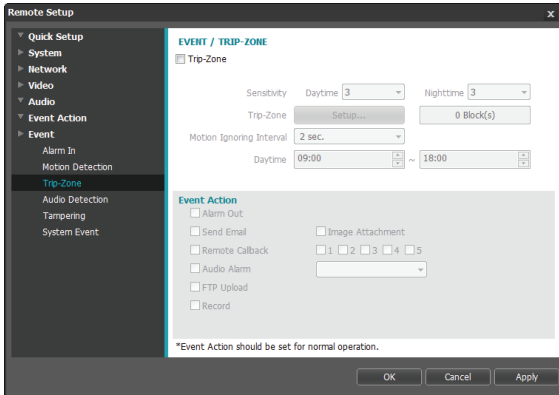 Remote Setup
x
Quick Setup
System
Network
Video
Audio
Event Action
Event
Alarm In
Motion Detection
Trip-Zone
Audio Detection
Tampering
System Event
EVENT / TRIP-ZONE
Trip-Zone
Sensitivity Daytime 3 Nighttime 3
Trip-Zone Setup... 0 Block(s)
Motion Ignoring Interval 2 sec.
Daytime 09:00 ~ 18:00
Event Action
Alarm Out
Send Email Image Attachment
Remote Callback 1 2 3 4 5
Audio Alarm
FTP Upload
Record
*Event Action should be set for normal operation.
OK Cancel Apply